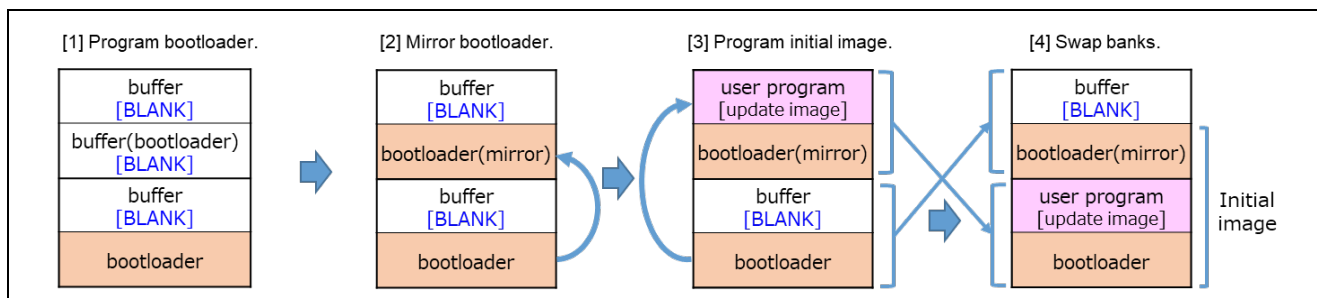 [1] Program bootloader.
buffer
[BLANK]
buffer(bootloader)
[BLANK]
buffer
[BLANK]
bootloader
[2] Mirror bootloader.
buffer
[BLANK]
bootloader(mirror)
buffer
[BLANK]
bootloader
[3] Program initial image.
user program
[update image]
bootloader(mirror)
buffer
[BLANK]
bootloader
[4] Swap banks.
buffer
[BLANK]
bootloader(mirror)
user program
[update image]
bootloader
Initial
image